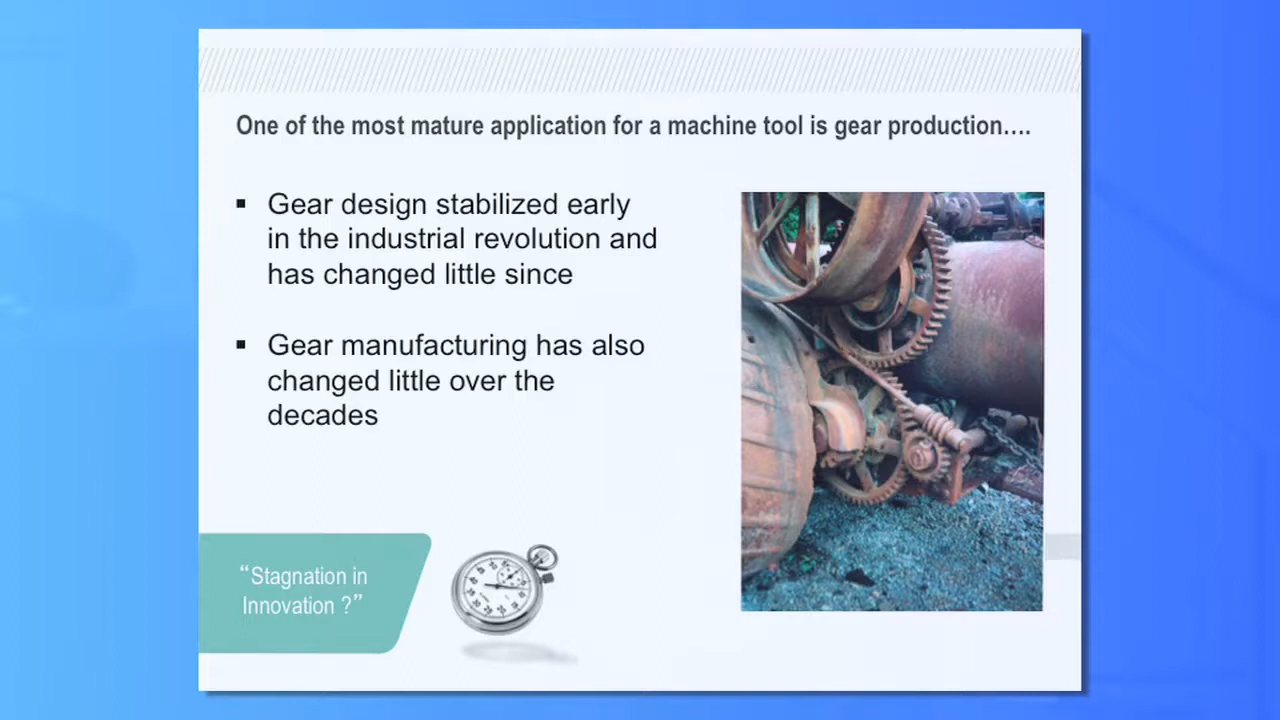 One of the most mature application for a machine tool is gear production....
▪ Gear design stabilized early
in the industrial revolution and
has changed little since
▪ Gear manufacturing has also
changed little over the
decades
“Stagnation in
Innovation ?”